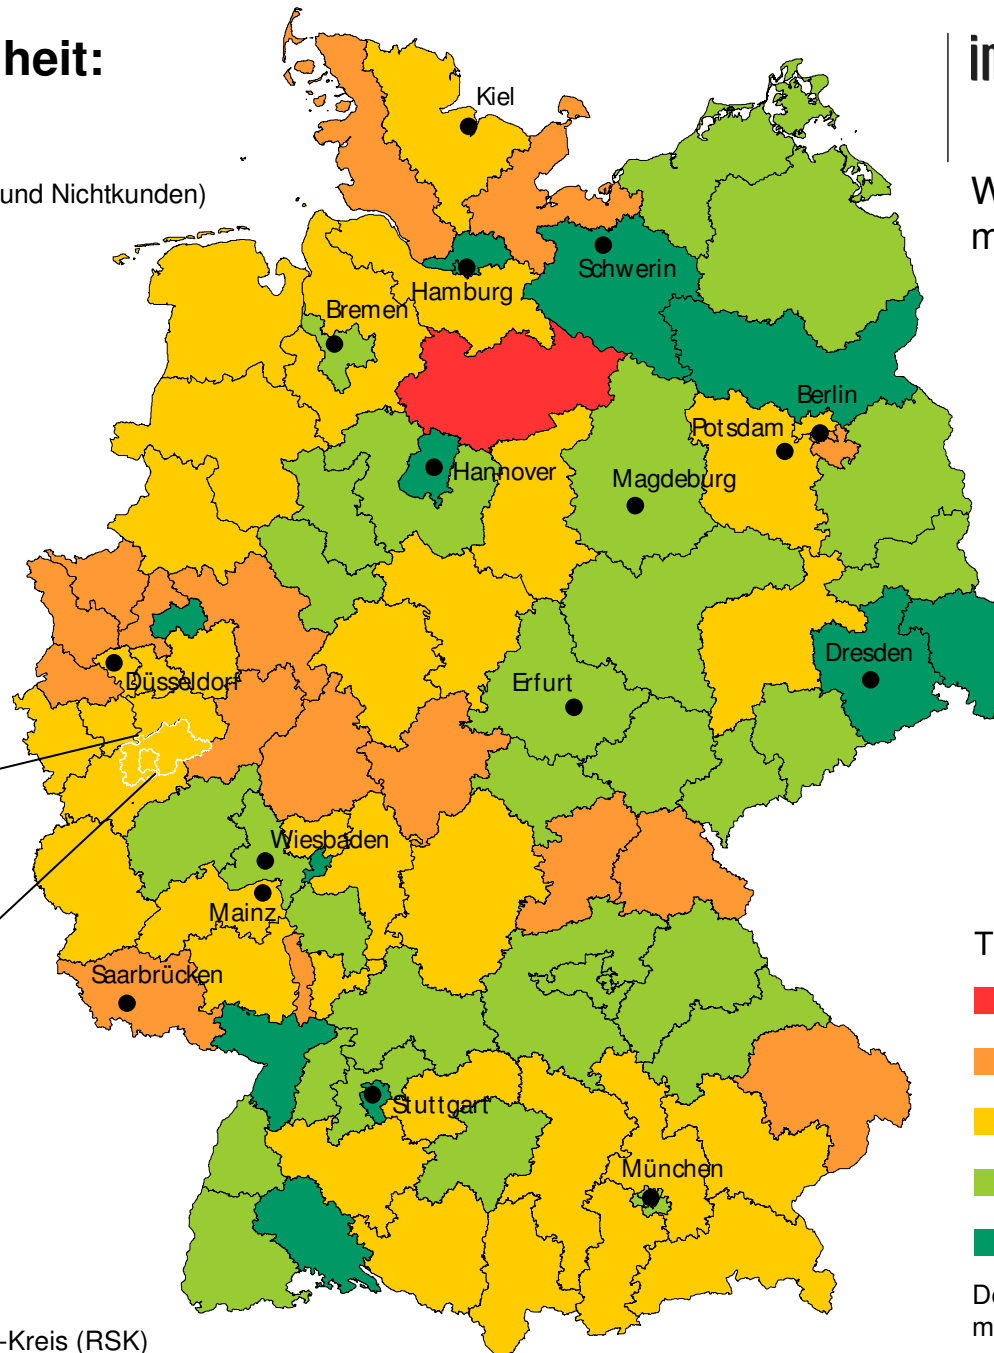 heit:
Kiel
und Nichtkunden)
Schwerin
Hamburg
Bremen
Berlin
Potsdam
Hannover
Magdeburg
Dresden
Düsseldorf
Erfurt
Wiesbaden
Mainz
Saarbrücken
Stuttgart
München
-Kreis (RSK)